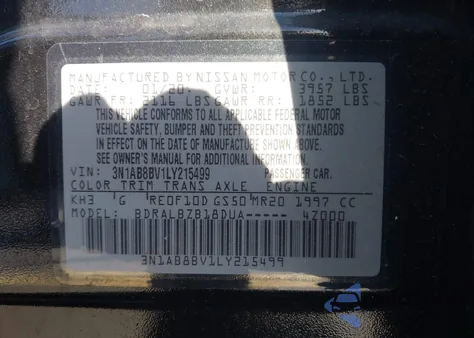 MANUFACTURED BY NISSAN MOTOR CO., LTD.
DATE: 01/20 GVWR: 3957 LBS
GAWR FR: 2116 LBS GAWR RR: 1852 LBS
THIS VEHICLE CONFORMS TO ALL APPLICABLE FEDERAL MOTOR
VEHICLE SAFETY, BUMPER AND THEFT PREVENTION STANDARDS
IN EFFECT ON THE DATE OF MANUFACTURE SHOWN ABOVE.
SEE OWNER'S MANUAL FOR ADDITIONAL INFORMATION.
VIN: 3N1AB8BV1LY215499 PASSENGER CAR
COLOR TRIM TRANS AXLE ENGINE
KH3 G RE0F10D GS50 MR20 1997 CC
MODEL: BDRALBZB18DUA----- 4Z000
3N1AB8BV1LY215499